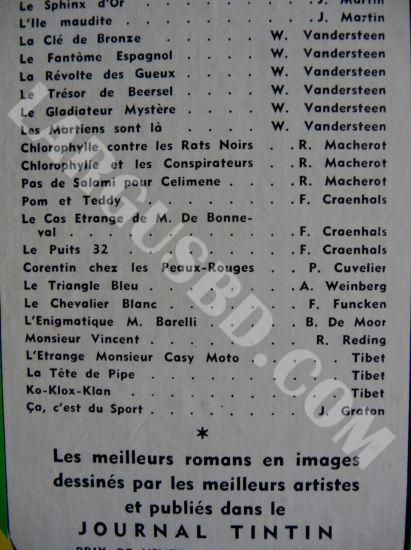 Le Sphinx d'Or . . . . . . . J. Martin
L'Ile maudite . . . . . . . . J. Martin
La Clé de Bronze . . . . . W. Vandersteen
Le Fantôme Espagnol . . . . W. Vandersteen
La Révolte des Gueux . . . . W. Vandersteen
Le Trésor de Beersel . . . . W. Vandersteen
Le Gladiateur Mystère . . . . W. Vandersteen
Les Martiens sont là . . . . . W. Vandersteen
Chlorophylle contre les Rats Noirs . . R. Macherot
Chlorophylle et les Conspirateurs . . R. Macherot
Pas de Salami pour Celimene . . . . R. Macherot
Pom et Teddy . . . . . . . . F. Craenhals
Le Cas Etrange de M. De Bonne-
val . . . . . . . . . . . F. Craenhals
Le Puits 32 . . . . . . . . F. Craenhals
Corentin chez les Peaux-Rouges . . P. Cuvelier
Le Triangle Bleu . . . . . . A. Weinberg
Le Chevalier Blanc . . . . . . F. Funcken
L'Enigmatique M. Barelli . . . . B. De Moor
Monsieur Vincent . . . . . . . R. Reding
L'Etrange Monsieur Casy Moto . . . Tibet
La Tête de Pipe . . . . . . . . Tibet
Ko-Klox-Klan . . . . . . . . . Tibet
Ça, c'est du Sport . . . . . . . J. Graton
*
Les meilleurs romans en images
dessinés par les meilleurs artistes
et publiés dans le
JOURNAL TINTIN
LARGUSBD.COM